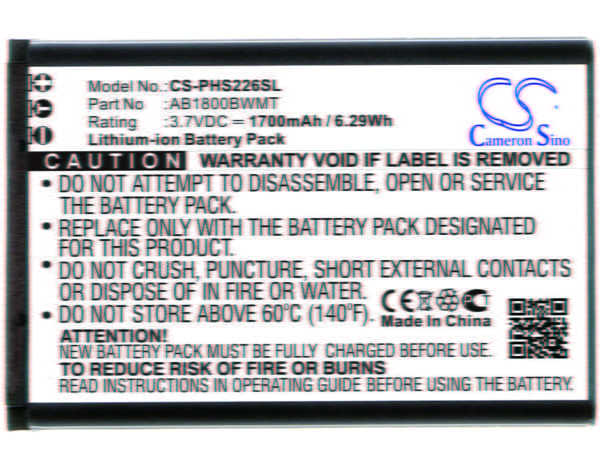 Model No.: CS-PHS226SL
Part No : AB1800BWMT
Rating : 3.7VDC = 1700mAh / 6.29Wh
Lithium-ion Battery Pack
Cameron Sino
CAUTION WARRANTY VOID IF LABEL IS REMOVED
• DO NOT ATTEMPT TO DISASSEMBLE, OPEN OR SERVICE
THE BATTERY PACK.
• REPLACE ONLY WITH THE BATTERY PACK DESIGNATED
FOR THIS PRODUCT.
• DO NOT CRUSH, PUNCTURE, SHORT EXTERNAL CONTACTS
OR DISPOSE OF IN FIRE OR WATER.
• DO NOT STORE ABOVE 60°C (140°F).
CE PC
Made In China
ATTENTION!
NEW BATTERY PACK MUST BE FULLY CHARGED BEFORE USING
TO REDUCE RISK OF FIRE AND BURNS
READ INSTRUCTIONS IN OPERATING GUIDE BEFORE USING BATTERY